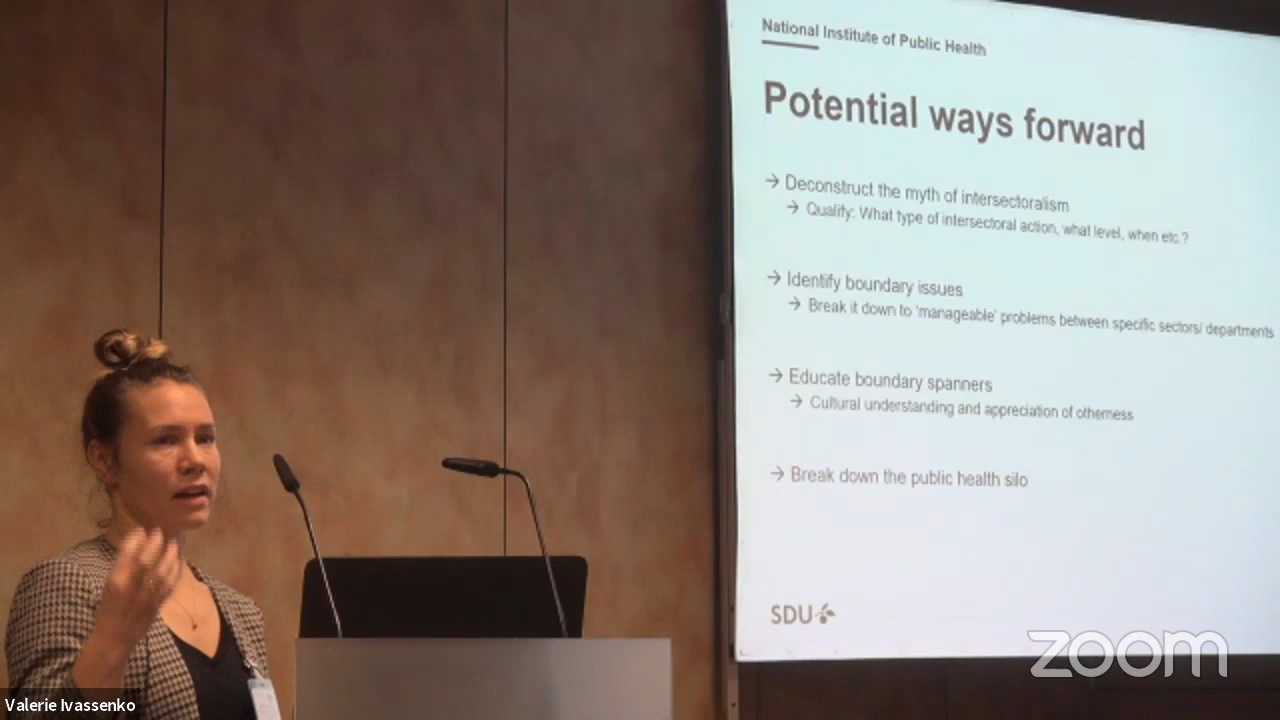 National Institute of Public Health
Potential ways forward
→ Deconstruct the myth of intersectoralism
→ Qualify: What type of intersectoral action, what level, when etc.?
→ Identify boundary issues
→ Break it down to 'manageable' problems between specific sectors/ departments
→ Educate boundary spanners
→ Cultural understanding and appreciation of otherness
→ Break down the public health silo
SDU
zoom
Valerie Ivassenko